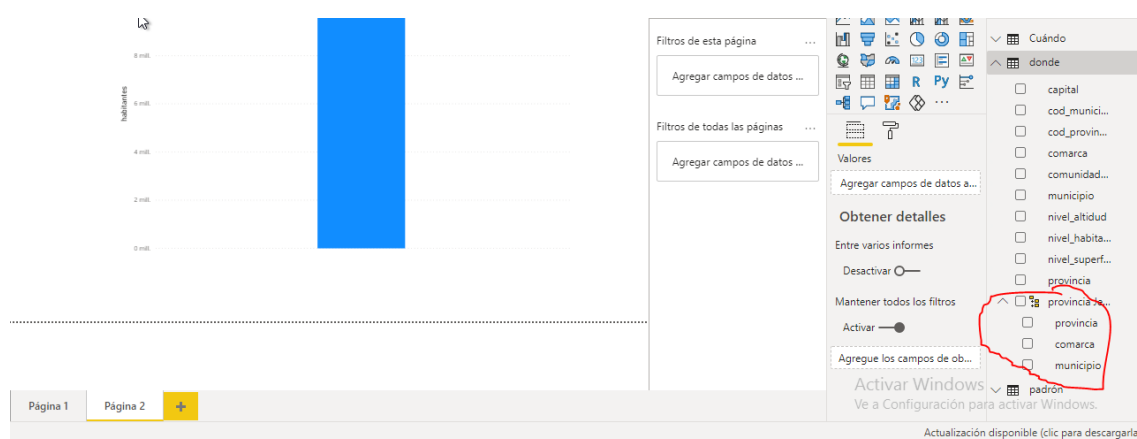 8 mill.
6 mill.
4 mill.
2 mill.
0 mill.
habitantes
Página 1
Página 2
+
Filtros de esta página ...
Agregar campos de datos ...
Filtros de todas las páginas ...
Agregar campos de datos ...
R Py
...
Valores
Agregar campos de datos a...
Obtener detalles
Entre varios informes
Desactivar
Mantener todos los filtros
Activar
Agregue los campos de ob...
Cuándo
donde
capital
cod_munici...
cod_provin...
comarca
comunidad...
municipio
nivel_altidud
nivel_habita...
nivel_superf...
provincia
provincia Je...
provincia
comarca
municipio
padrón
Activar Windows
Ve a Configuración para activar Windows.
Actualización disponible (clic para descargarla